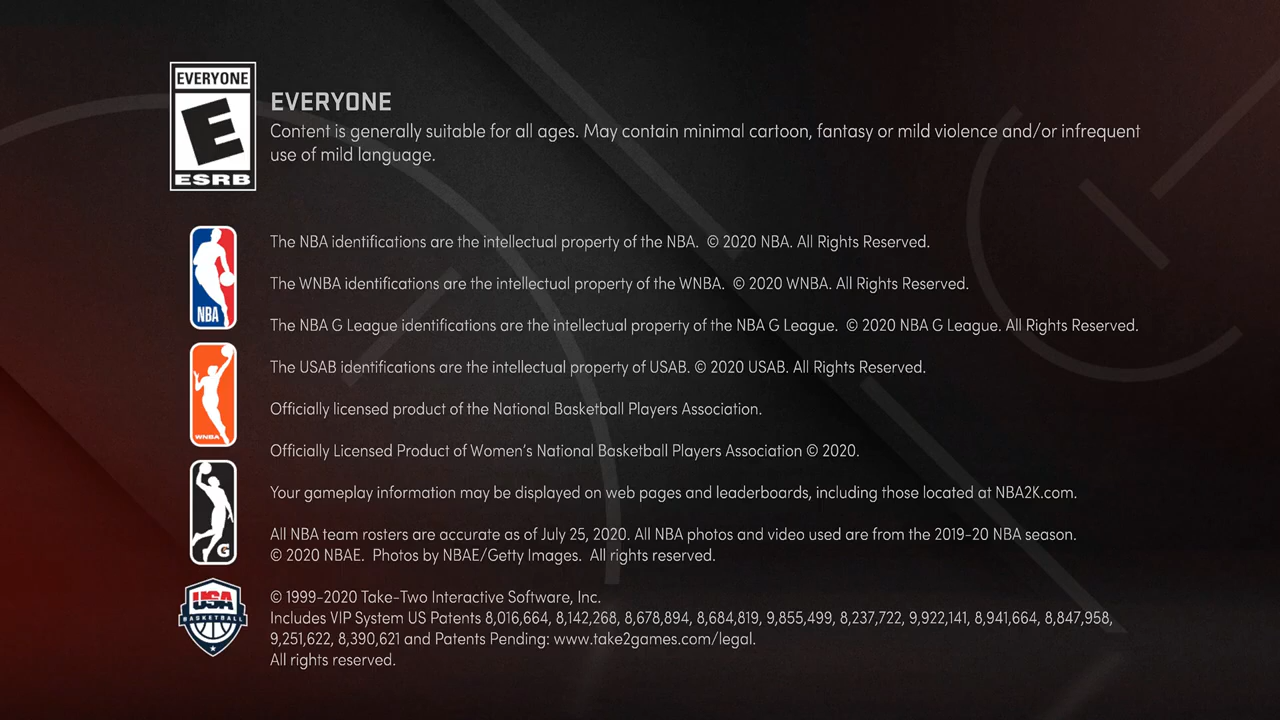 EVERYONE
E
ESRB
EVERYONE
Content is generally suitable for all ages. May contain minimal cartoon, fantasy or mild violence and/or infrequent
use of mild language.
NBA
The NBA identifications are the intellectual property of the NBA.  © 2020 NBA. All Rights Reserved.
The WNBA identifications are the intellectual property of the WNBA.  © 2020 WNBA. All Rights Reserved.
The NBA G League identifications are the intellectual property of the NBA G League.  © 2020 NBA G League. All Rights Reserved.
WNBA
The USAB identifications are the intellectual property of USAB. © 2020 USAB. All Rights Reserved.
Officially licensed product of the National Basketball Players Association.
Officially Licensed Product of Women's National Basketball Players Association © 2020.
G
Your gameplay information may be displayed on web pages and leaderboards, including those located at NBA2K.com.
All NBA team rosters are accurate as of July 25, 2020. All NBA photos and video used are from the 2019-20 NBA season.
© 2020 NBAE.  Photos by NBAE/Getty Images.  All rights reserved.
USA
BASKETBALL
© 1999-2020 Take-Two Interactive Software, Inc.
Includes VIP System US Patents 8,016,664, 8,142,268, 8,678,894, 8,684,819, 9,855,499, 8,237,722, 9,922,141, 8,941,664, 8,847,958,
9,251,622, 8,390,621 and Patents Pending: www.take2games.com/legal.
All rights reserved.